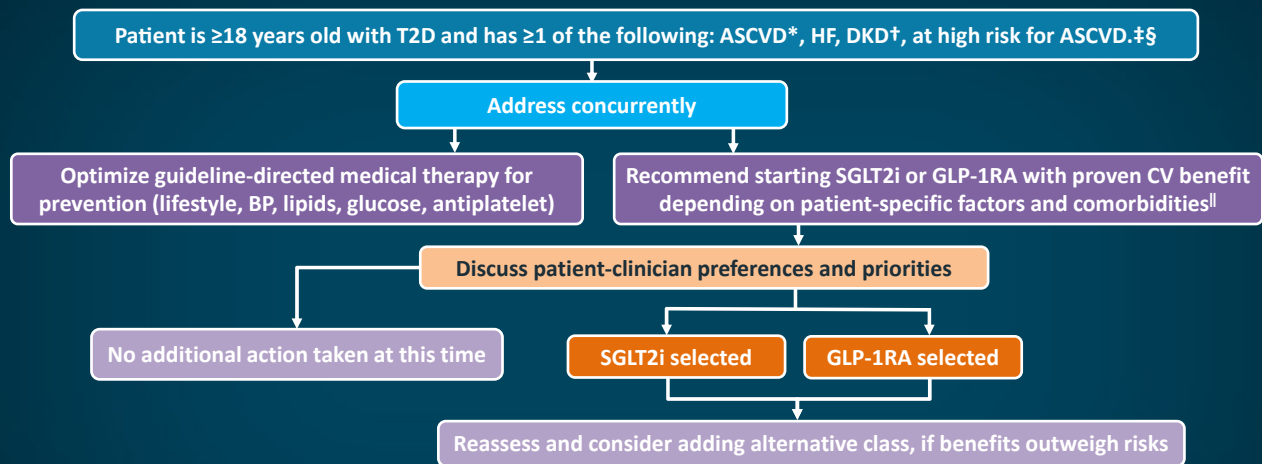 Patient is ≥18 years old with T2D and has ≥1 of the following: ASCVD*, HF, DKD†, at high risk for ASCVD.‡§
Address concurrently
Optimize guideline-directed medical therapy for
prevention (lifestyle, BP, lipids, glucose, antiplatelet)
Recommend starting SGLT2i or GLP-1RA with proven CV benefit
depending on patient-specific factors and comorbidities‖
Discuss patient-clinician preferences and priorities
No additional action taken at this time
SGLT2i selected
GLP-1RA selected
Reassess and consider adding alternative class, if benefits outweigh risks